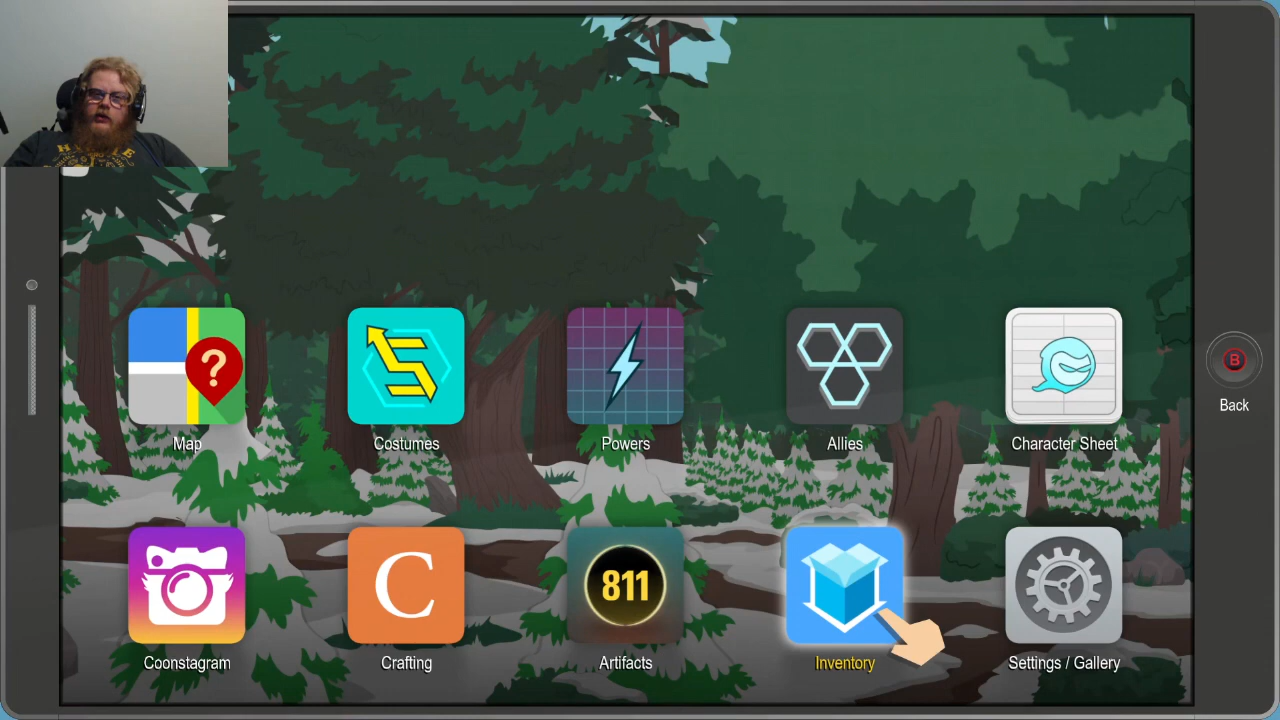 ?
Map
Costumes
Powers
Allies
Character Sheet
B
Back
C
811
Coonstagram
Crafting
Artifacts
Inventory
Settings / Gallery